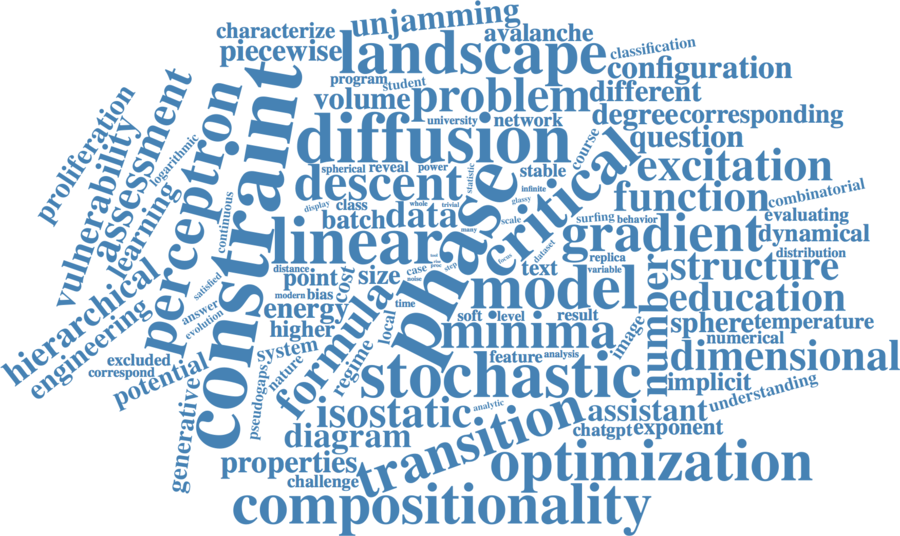 unjamming
characterize
avalanche
piecewise
landscape
classification
configuration
program
student
volume
problem
different
proliferation
vulnerability
assessment
logarithmic
learning
perceptron
constraint
university
network
degree
corresponding
diffusion
course
question
spherical
reveal
power
statistic
stable
excitation
descent
infinite
glassy
function
combinatorial
display
class
whole
trivial
continuous
batch
data
phase
critical
scale
surfing
behavior
evaluating
linear
many
gradient
dynamical
focus
dataset
replica
distribution
distance
point
cost
size
case
step
text
variable
structure
hierarchical
satisfied
modern
bias
noise
model
number
education
engineering
answer
evolution
energy
formula
time
soft
level
result
sphere
temperature
higher
local
minima
image
numerical
excluded
correspond
potential
system
nature
regime
feature
analysis
dimensional
pseudogaps
stochastic
implicit
understanding
generative
isostatic
analytic
transition
assistant
diagram
chatgpt
exponent
properties
challenge
optimization
compositionality